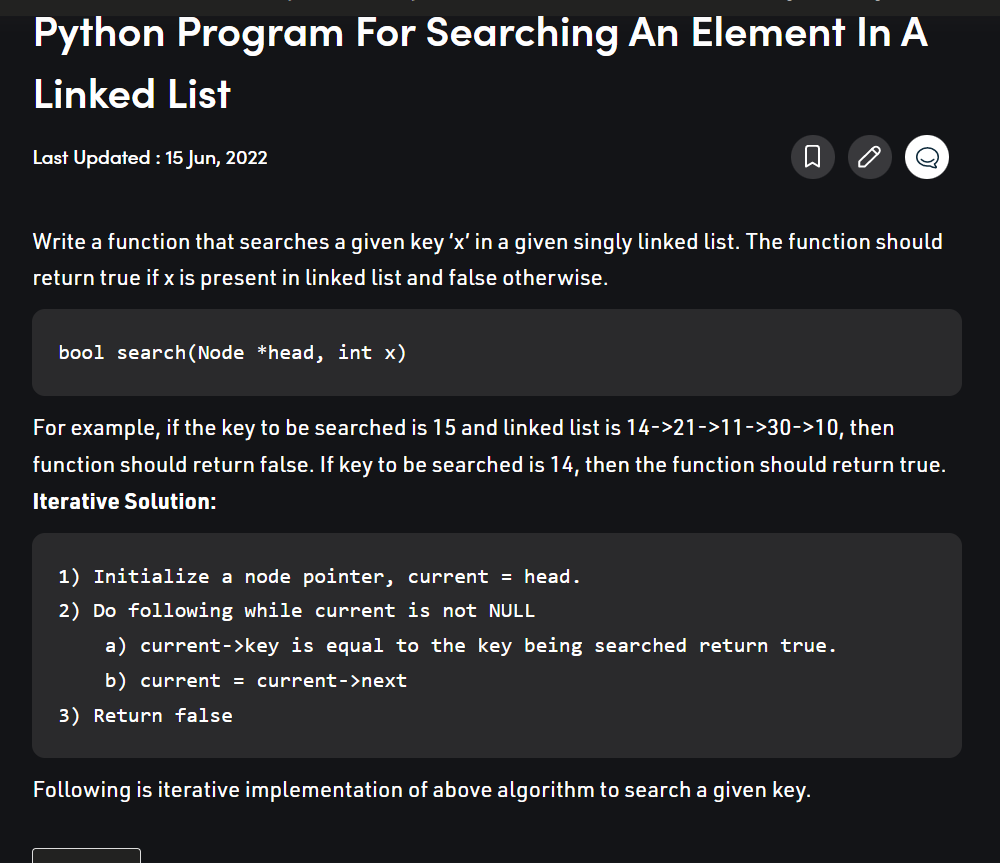 Python Program For Searching An Element In A
Linked List
Last Updated : 15 Jun, 2022
Write a function that searches a given key ‘x’ in a given singly linked list. The function should
return true if x is present in linked list and false otherwise.
bool search(Node *head, int x)
For example, if the key to be searched is 15 and linked list is 14->21->11->30->10, then
function should return false. If key to be searched is 14, then the function should return true.
Iterative Solution:
1) Initialize a node pointer, current = head.
2) Do following while current is not NULL
a) current->key is equal to the key being searched return true.
b) current = current->next
3) Return false
Following is iterative implementation of above algorithm to search a given key.